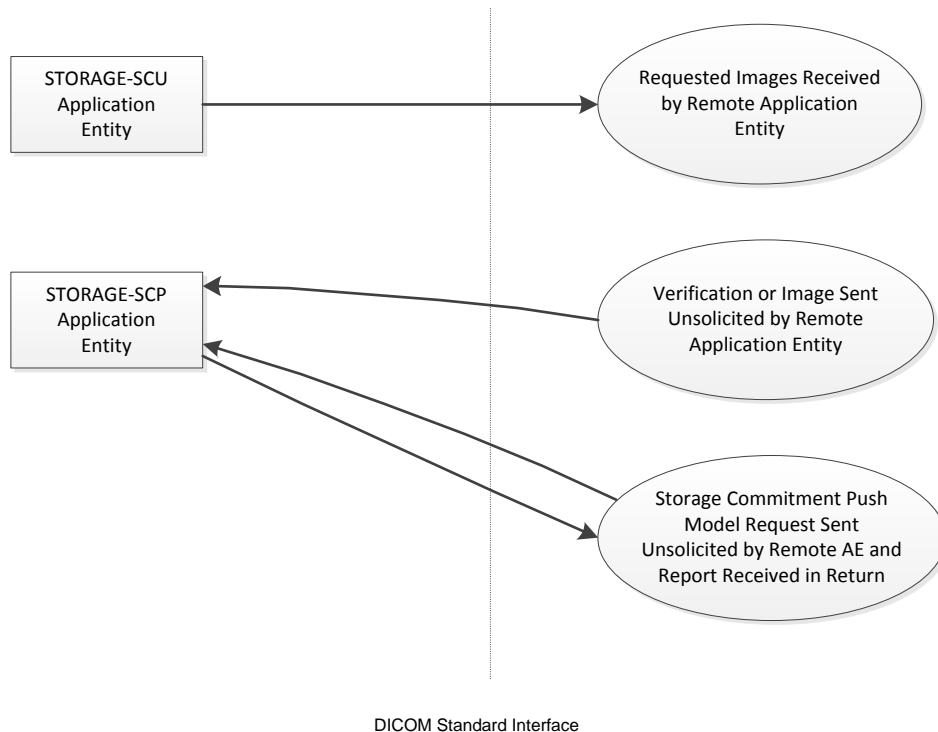 STORAGE-SCU
Application
Entity
Requested Images Received
by Remote Application
Entity
STORAGE-SCP
Application
Entity
Verification or Image Sent
Unsolicited by Remote
Application Entity
Storage Commitment Push
Model Request Sent
Unsolicited by Remote AE and
Report Received in Return
DICOM Standard Interface